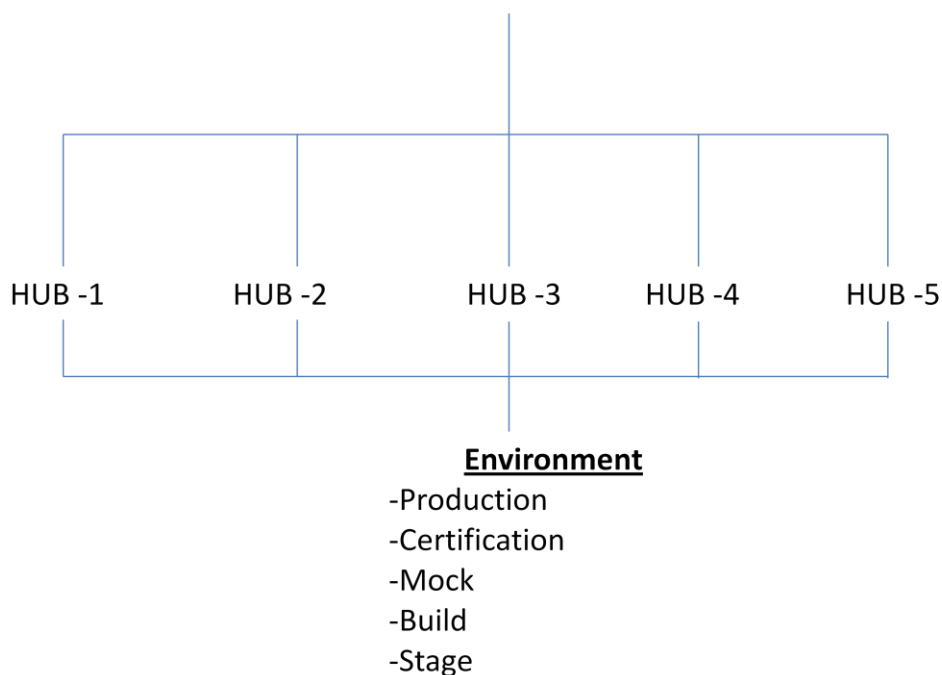 HUB -1 HUB -2 HUB -3 HUB -4 HUB -5
Environment
-Production
-Certification
-Mock
-Build
-Stage